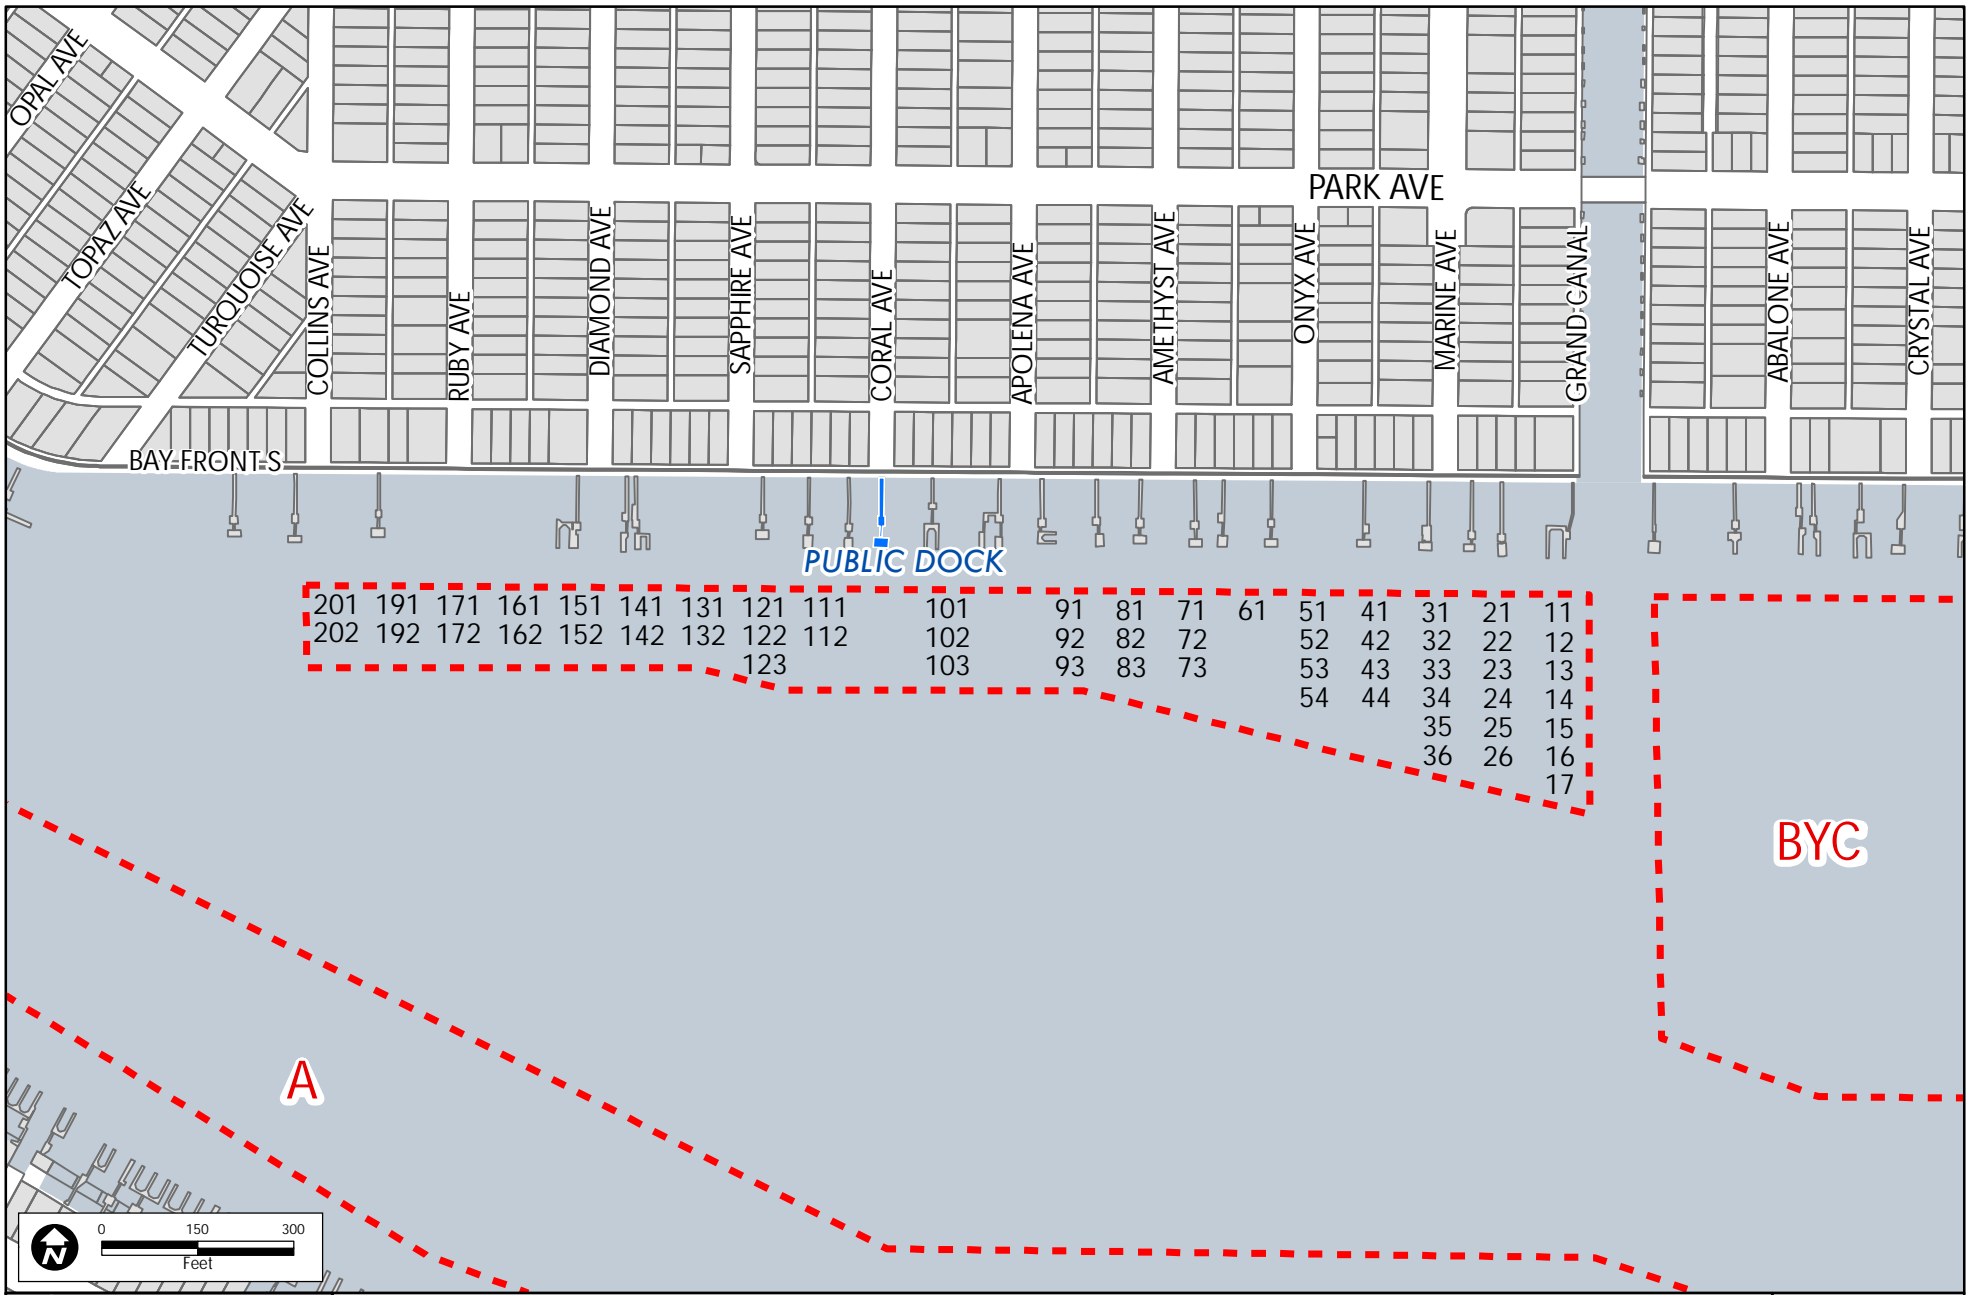 OPAL AVE
TOPAZ AVE
TURQUOISE AVE
COLLINS AVE
RUBY AVE
DIAMOND AVE
SAPPHIRE AVE
CORAL AVE
APOLENA AVE
AMETHYST AVE
ONYX AVE
PARK AVE
MARINE AVE
GRAND CANAL
ABALONE AVE
CRYSTAL AVE
BAY FRONT S
PUBLIC DOCK
201 191 171 161 151 141 131 121 111 101 91 81 71 61 51 41 31 21 11
202 192 172 162 152 142 132 122 112 102 92 82 72 52 42 32 22 12
123 103 93 83 73 53 43 33 23 13
54 44 34 24 14
35 25 15
36 26 16
17
BYC
A
N
0 150 300
Feet